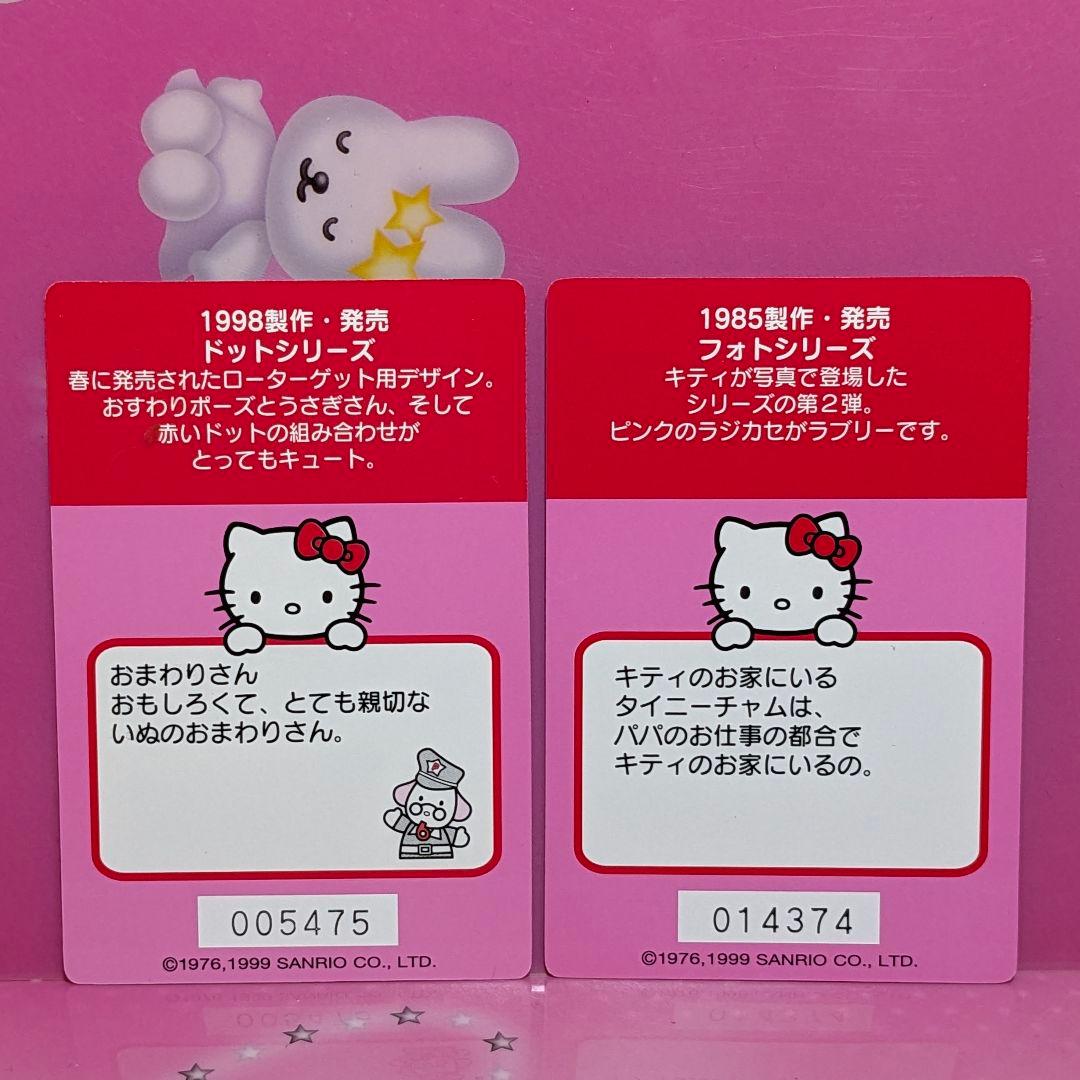 1998製作・発売
ドットシリーズ
春に発売されたローターゲット用デザイン。
おすわりポーズとうさぎさん、そして
赤いドットの組み合わせが
とってもキュート。
おまわりさん
おもしろくて、とても親切な
いぬのおまわりさん。
005475
©1976,1999 SANRIO CO., LTD.
1985製作・発売
フォトシリーズ
キティが写真で登場した
シリーズの第2弾。
ピンクのラジカセがラブリーです。
キティのお家にいる
タイニーチャムは、
パパのお仕事の都合で
キティのお家にいるの。
014374
©1976,1999 SANRIO CO., LTD.